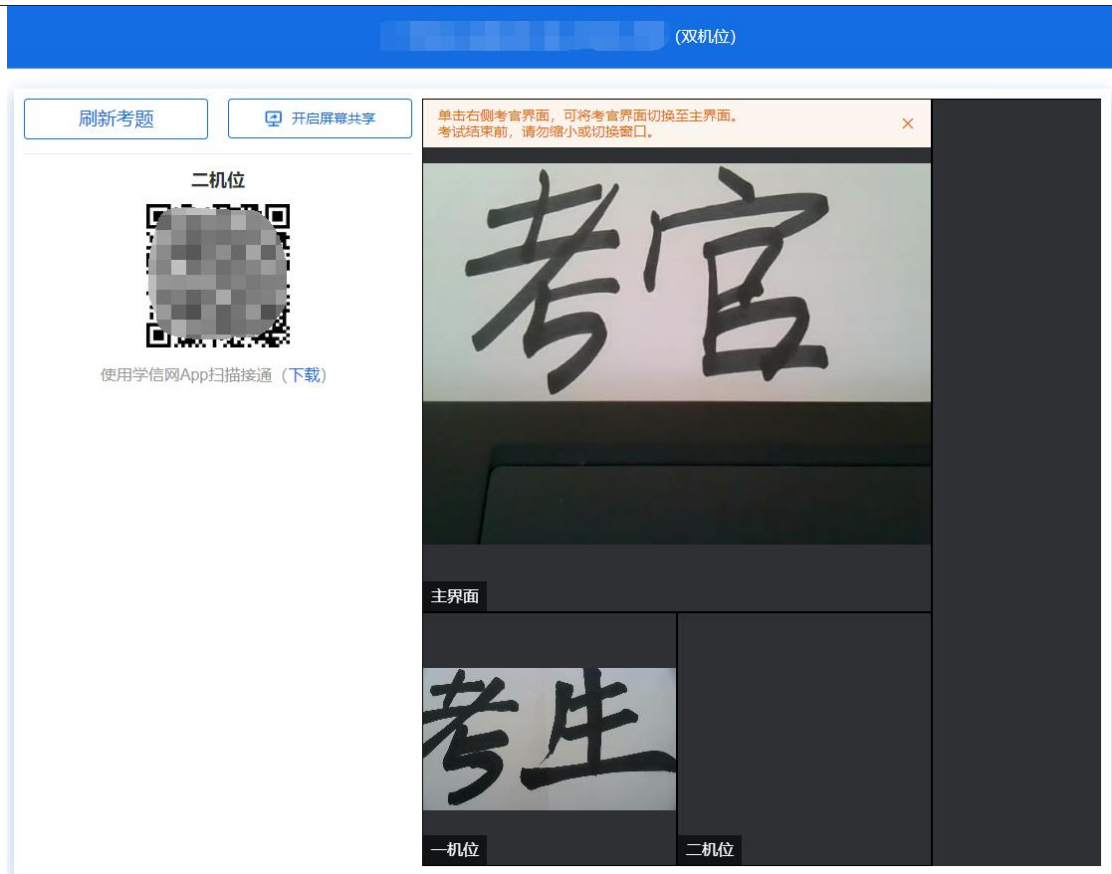 (双机位)
刷新考题
开启屏幕共享
二机位
使用学信网App扫描接通（下载）
单击右侧考官界面，可将考官界面切换至主界面。
考试结束前，请勿缩小或切换窗口。
考官
主界面
考生
一机位
二机位